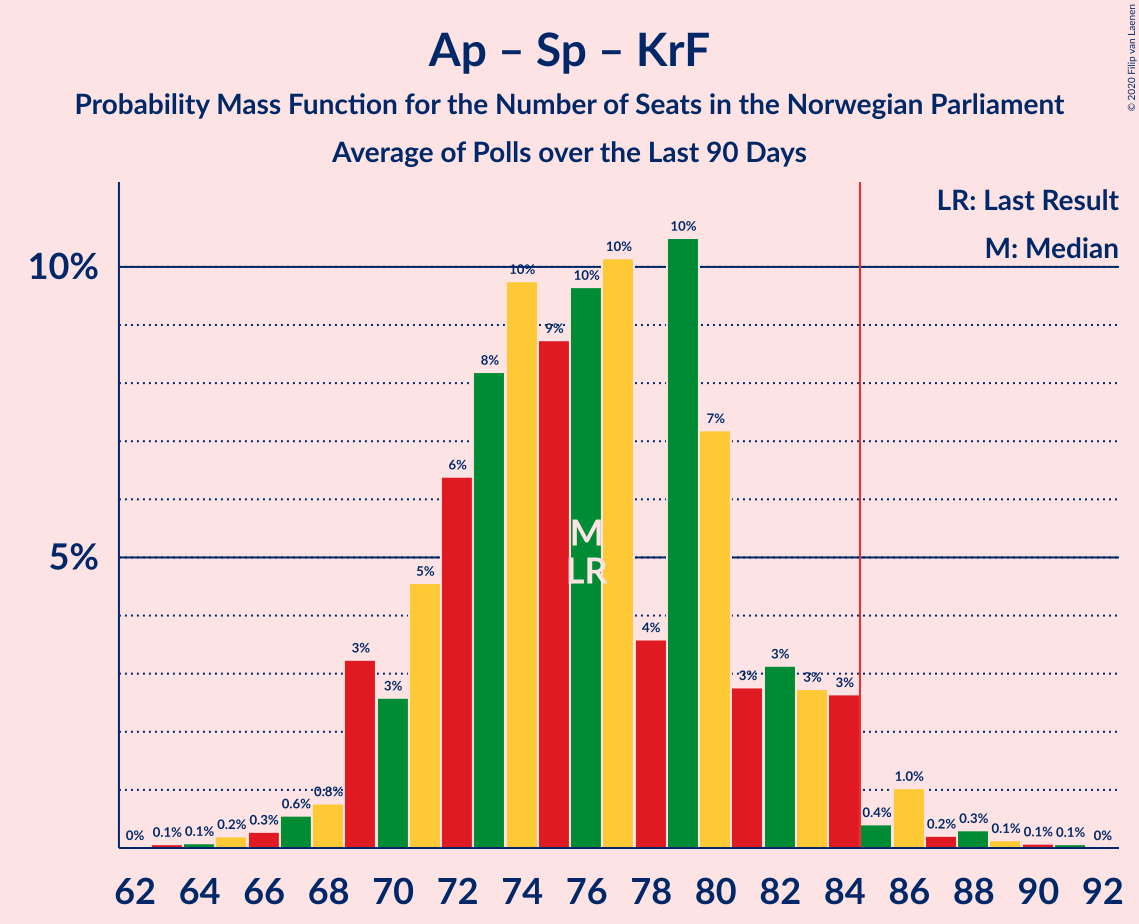 © 2020 Filip van Laenen
Ap – Sp – KrF
Probability Mass Function for the Number of Seats in the Norwegian Parliament
Average of Polls over the Last 90 Days
LR: Last Result
M: Median
10%
5%
0% 0.1% 0.1% 0.2% 0.3% 0.6% 0.8% 3% 3% 5% 6% 8% 10% 9% 10% 10% 4% 10% 7% 3% 3% 3% 3% 0.4% 1.0% 0.2% 0.3% 0.1% 0.1% 0.1% 0%
M
LR
62 64 66 68 70 72 74 76 78 80 82 84 86 88 90 92